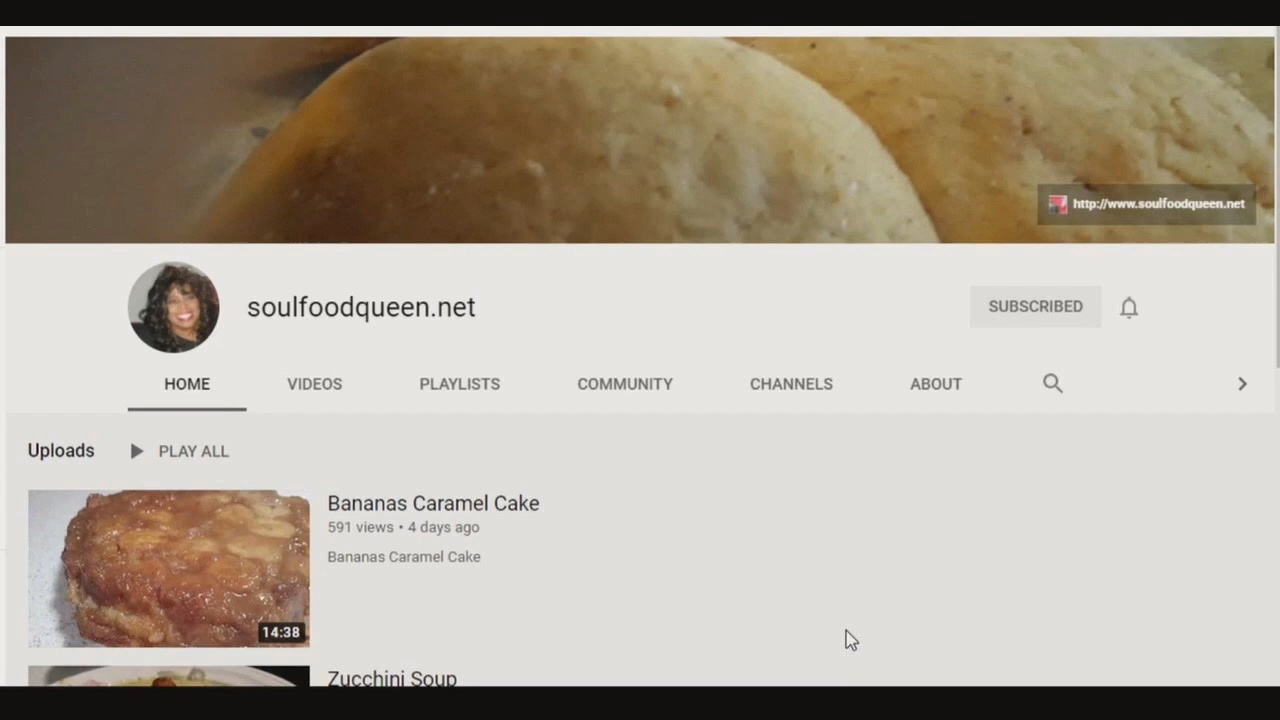 http://www.soulfoodqueen.net
soulfoodqueen.net
SUBSCRIBED
HOME VIDEOS PLAYLISTS COMMUNITY CHANNELS ABOUT
Uploads PLAY ALL
Bananas Caramel Cake
591 views • 4 days ago
Bananas Caramel Cake
14:38
Zucchini Soup